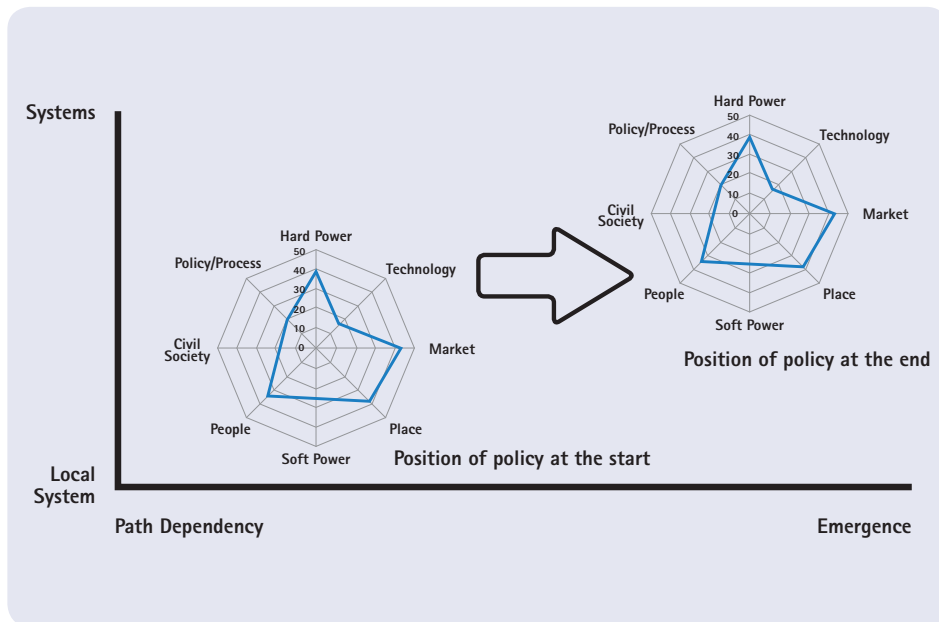 Systems
Hard Power
50
Policy/Process
Technology
40
30
20
10
0
Civil
Society
Market
People
Place
Soft Power
Position of policy at the end
Hard Power
50
Policy/Process
Technology
40
30
20
10
0
Civil
Society
Market
People
Place
Soft Power
Position of policy at the start
Local
System
Path Dependency
Emergence